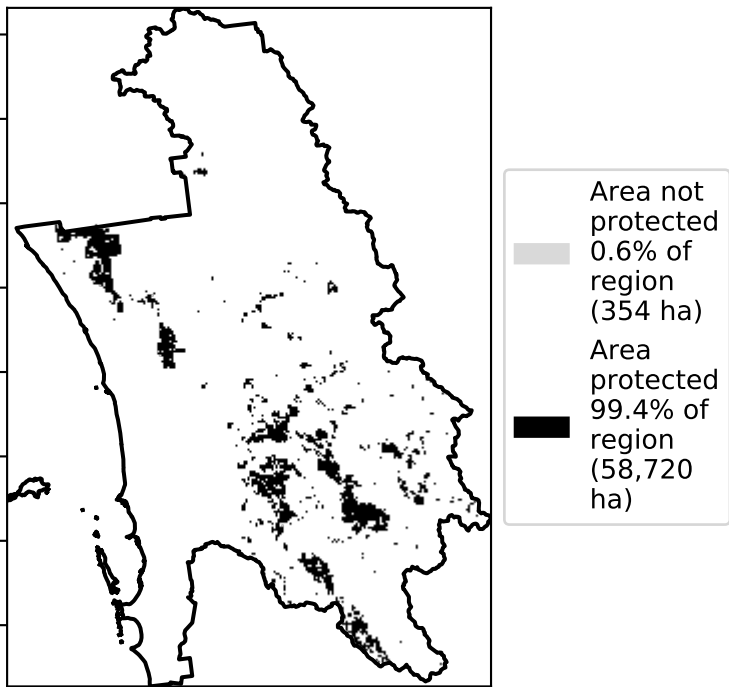 Area not
protected
0.6% of
region
(354 ha)
Area
protected
99.4% of
region
(58,720
ha)